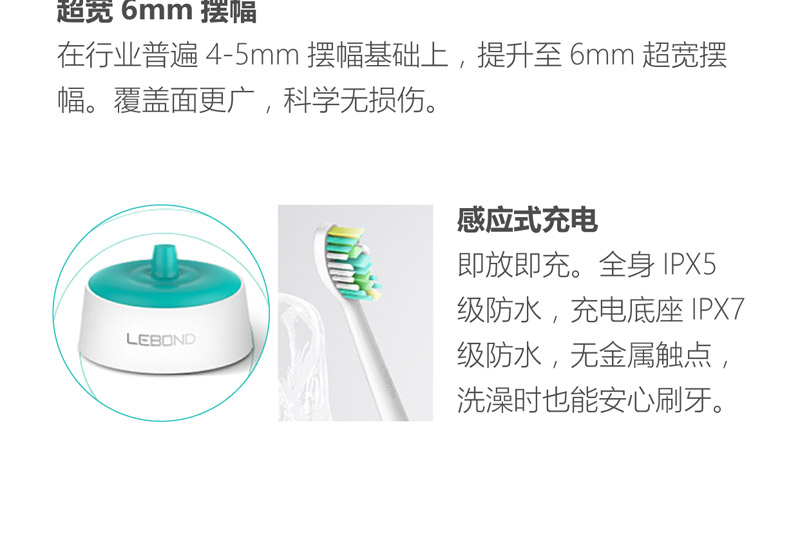 超宽 6mm 摆幅
在行业普遍 4-5mm 摆幅基础上，提升至 6mm 超宽摆
幅。覆盖面更广，科学无损伤。
LEBOND
感应式充电
即放即充。全身 IPX5
级防水，充电底座 IPX7
级防水，无金属触点，
洗澡时也能安心刷牙。